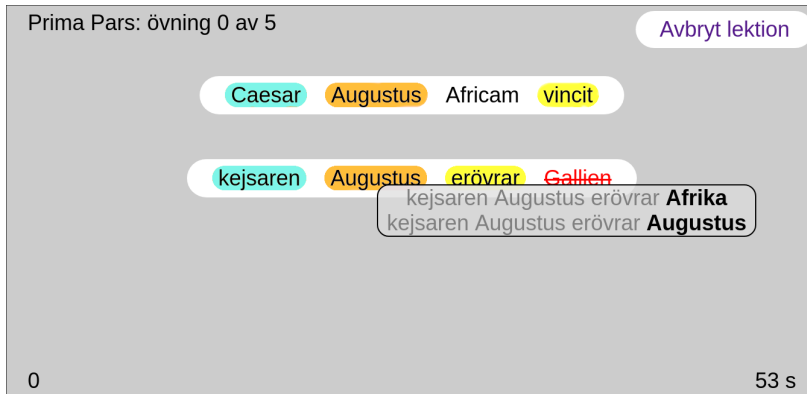 Prima Pars: övning 0 av 5
Avbryt lektion
Caesar Augustus Africam vincit
kejsaren Augustus erövrar Gallien
kejsaren Augustus erövrar Afrika
kejsaren Augustus erövrar Augustus
0
53 s